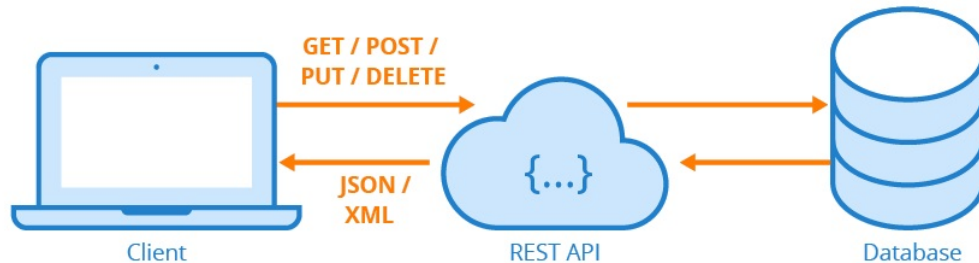 GET / POST /
PUT / DELETE
{...}
JSON /
XML
Client
REST API
Database